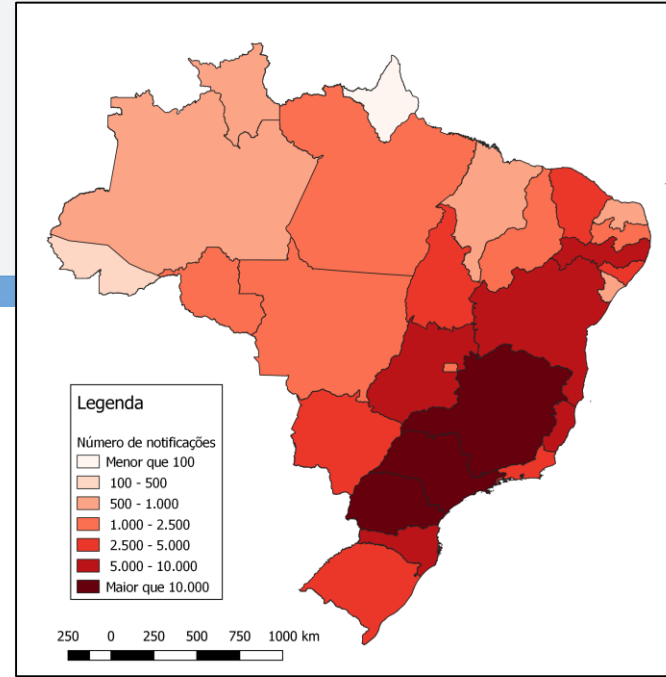 Legenda
Número de notificações
Menor que 100
100 - 500
500 - 1.000
1.000 - 2.500
2.500 - 5.000
5.000 - 10.000
Maior que 10.000
250 0 250 500 750 1000 km